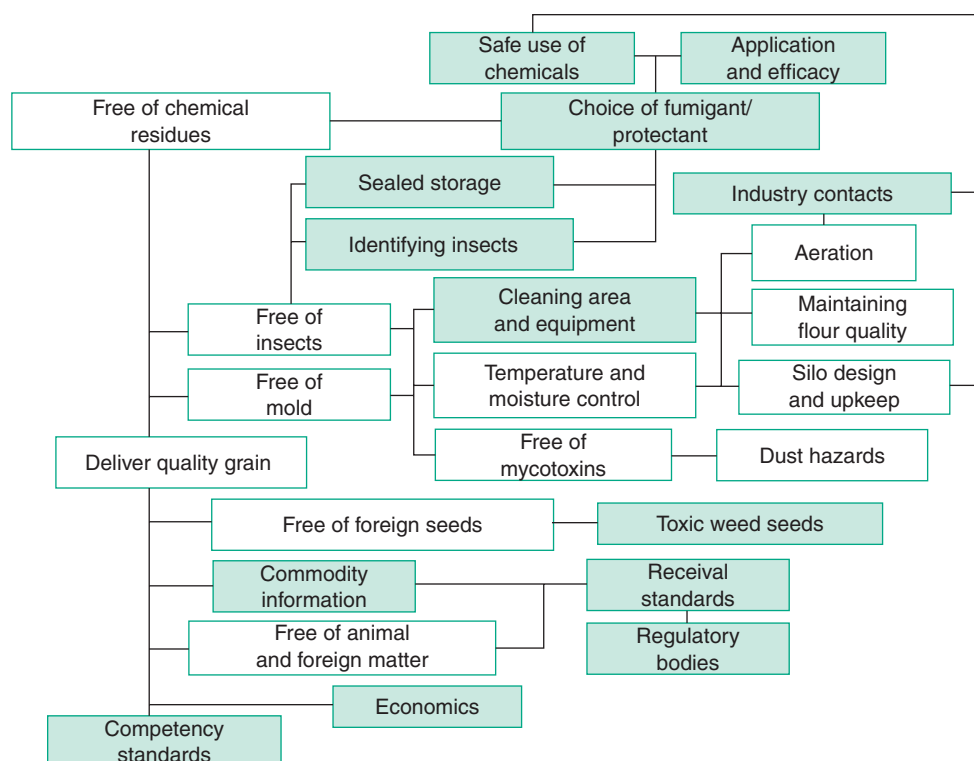 Safe use of
chemicals
Application
and efficacy
Free of chemical
residues
Choice of fumigant/
protectant
Sealed storage
Industry contacts
Identifying insects
Aeration
Free of
insects
Cleaning area
and equipment
Maintaining
flour quality
Free of
mold
Temperature and
moisture control
Silo design
and upkeep
Deliver quality grain
Free of
mycotoxins
Dust hazards
Free of foreign seeds
Toxic weed seeds
Commodity
information
Receival
standards
Free of animal
and foreign matter
Regulatory
bodies
Economics
Competency
standards